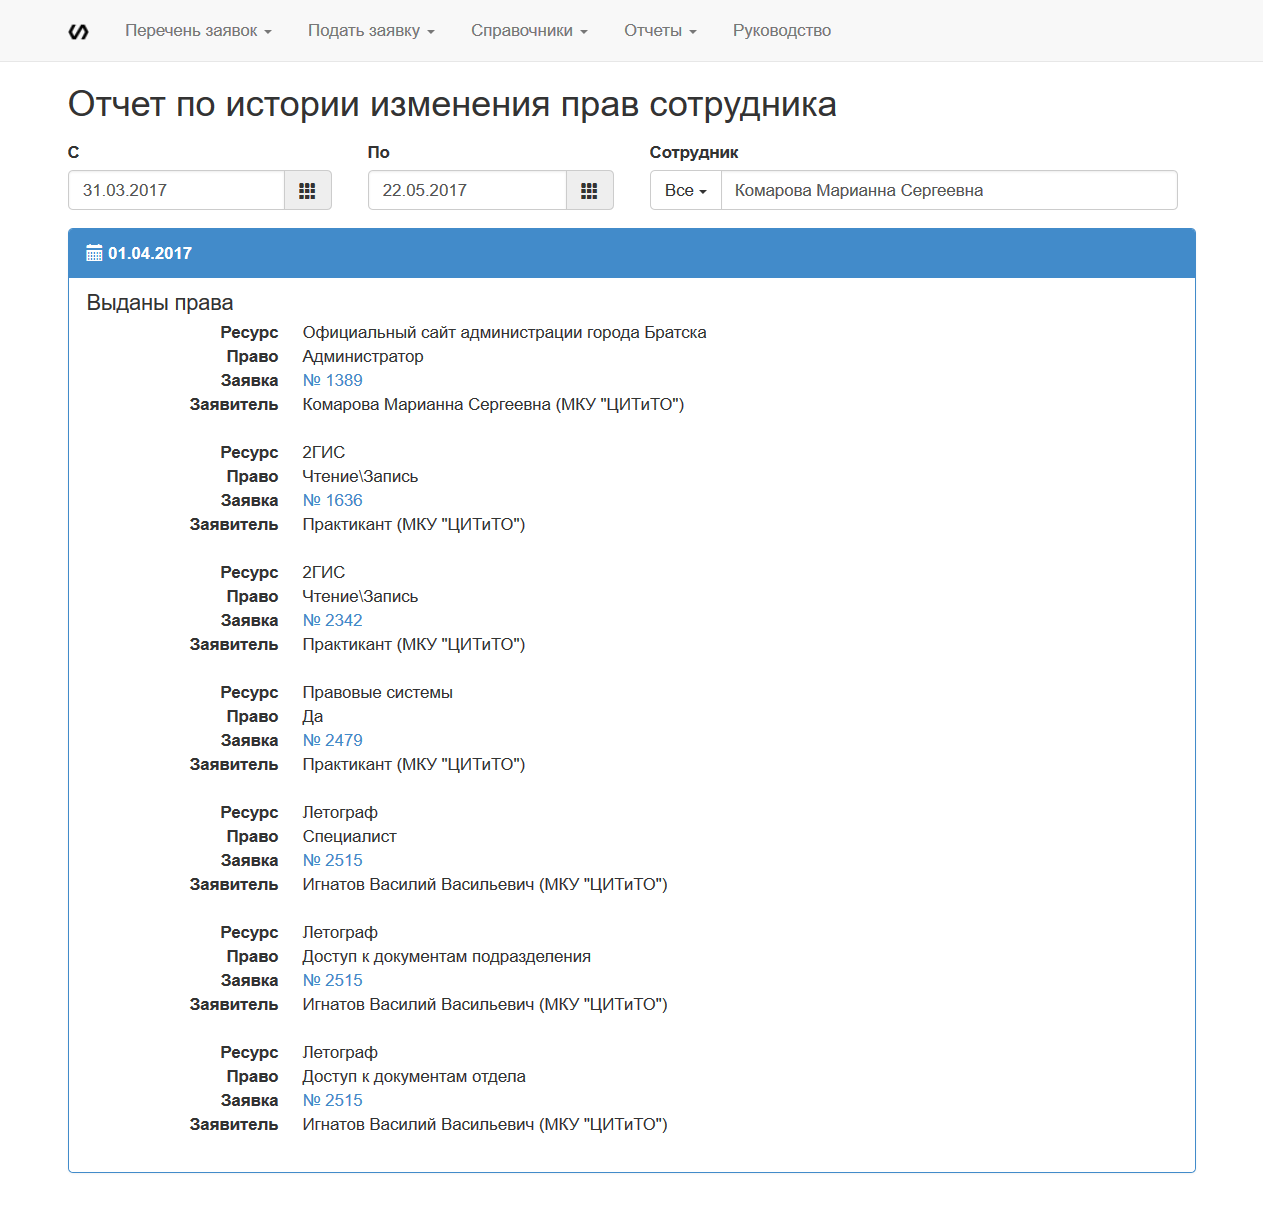 Перечень заявок Подать заявку Справочники Отчеты Руководство
Отчет по истории изменения прав сотрудника
С По Сотрудник
31.03.2017 22.05.2017 Все Комарова Марианна Сергеевна
01.04.2017
Выданы права
Ресурс Официальный сайт администрации города Братска
Право Администратор
Заявка № 1389
Заявитель Комарова Марианна Сергеевна (МКУ "ЦИТиТО")
Ресурс 2ГИС
Право Чтение\Запись
Заявка № 1636
Заявитель Практикант (МКУ "ЦИТиТО")
Ресурс 2ГИС
Право Чтение\Запись
Заявка № 2342
Заявитель Практикант (МКУ "ЦИТиТО")
Ресурс Правовые системы
Право Да
Заявка № 2479
Заявитель Практикант (МКУ "ЦИТиТО")
Ресурс Летограф
Право Специалист
Заявка № 2515
Заявитель Игнатов Василий Васильевич (МКУ "ЦИТиТО")
Ресурс Летограф
Право Доступ к документам подразделения
Заявка № 2515
Заявитель Игнатов Василий Васильевич (МКУ "ЦИТиТО")
Ресурс Летограф
Право Доступ к документам отдела
Заявка № 2515
Заявитель Игнатов Василий Васильевич (МКУ "ЦИТиТО")